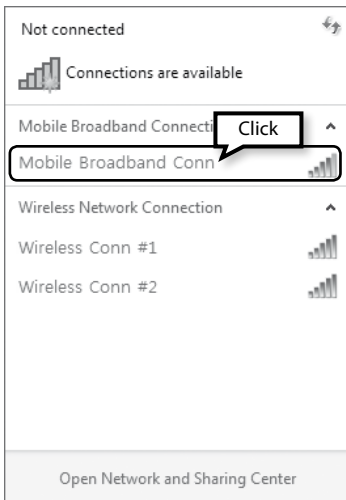 Not connected
Connections are available
Mobile Broadband Connecti
Click
Mobile Broadband Conn
Wireless Network Connection
Wireless Conn #1
Wireless Conn #2
Open Network and Sharing Center